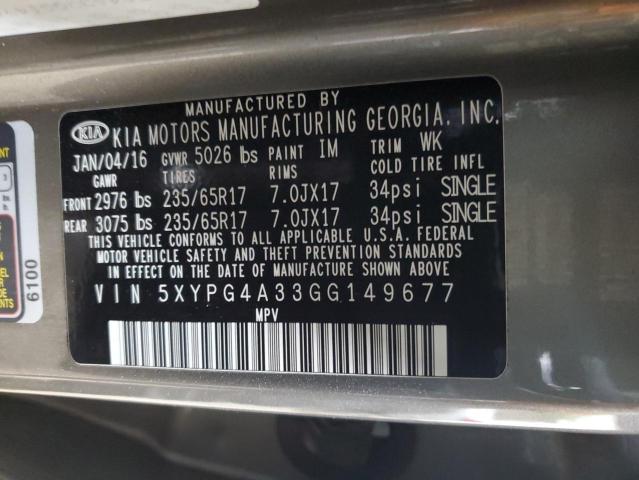 MANUFACTURED BY
KIA KIA MOTORS MANUFACTURING GEORGIA, INC.
JAN/04/16 GVWR 5026 lbs PAINT IM TRIM WK
GAWR TIRES RIMS COLD TIRE INFL
FRONT 2976 lbs 235/65R17 7.0JX17 34psi SINGLE
REAR 3075 lbs 235/65R17 7.0JX17 34psi SINGLE
THIS VEHICLE CONFORMS TO ALL APPLICABLE U.S.A. FEDERAL
MOTOR VEHICLE SAFETY AND THEFT PREVENTION STANDARDS
IN EFFECT ON THE DATE OF MANUFACTURE SHOWN ABOVE
VIN 5XYPG4A33GG149677
MPV
6100